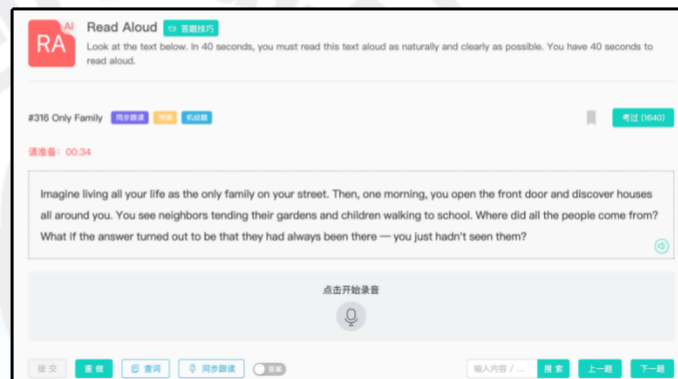 RA AI
Read Aloud 答题技巧
Look at the text below. In 40 seconds, you must read this text aloud as naturally and clearly as possible. You have 40 seconds to
read aloud.
#316 Only Family 同步跟读 预测 机经题 考过 (1640)
请准备: 00:34
Imagine living all your life as the only family on your street. Then, one morning, you open the front door and discover houses
all around you. You see neighbors tending their gardens and children walking to school. Where did all the people come from?
What if the answer turned out to be that they had always been there — you just hadn't seen them?
点击开始录音
提交 重做 查词 同步跟读 答案 输入内容 / ... 搜索 上一题 下一题